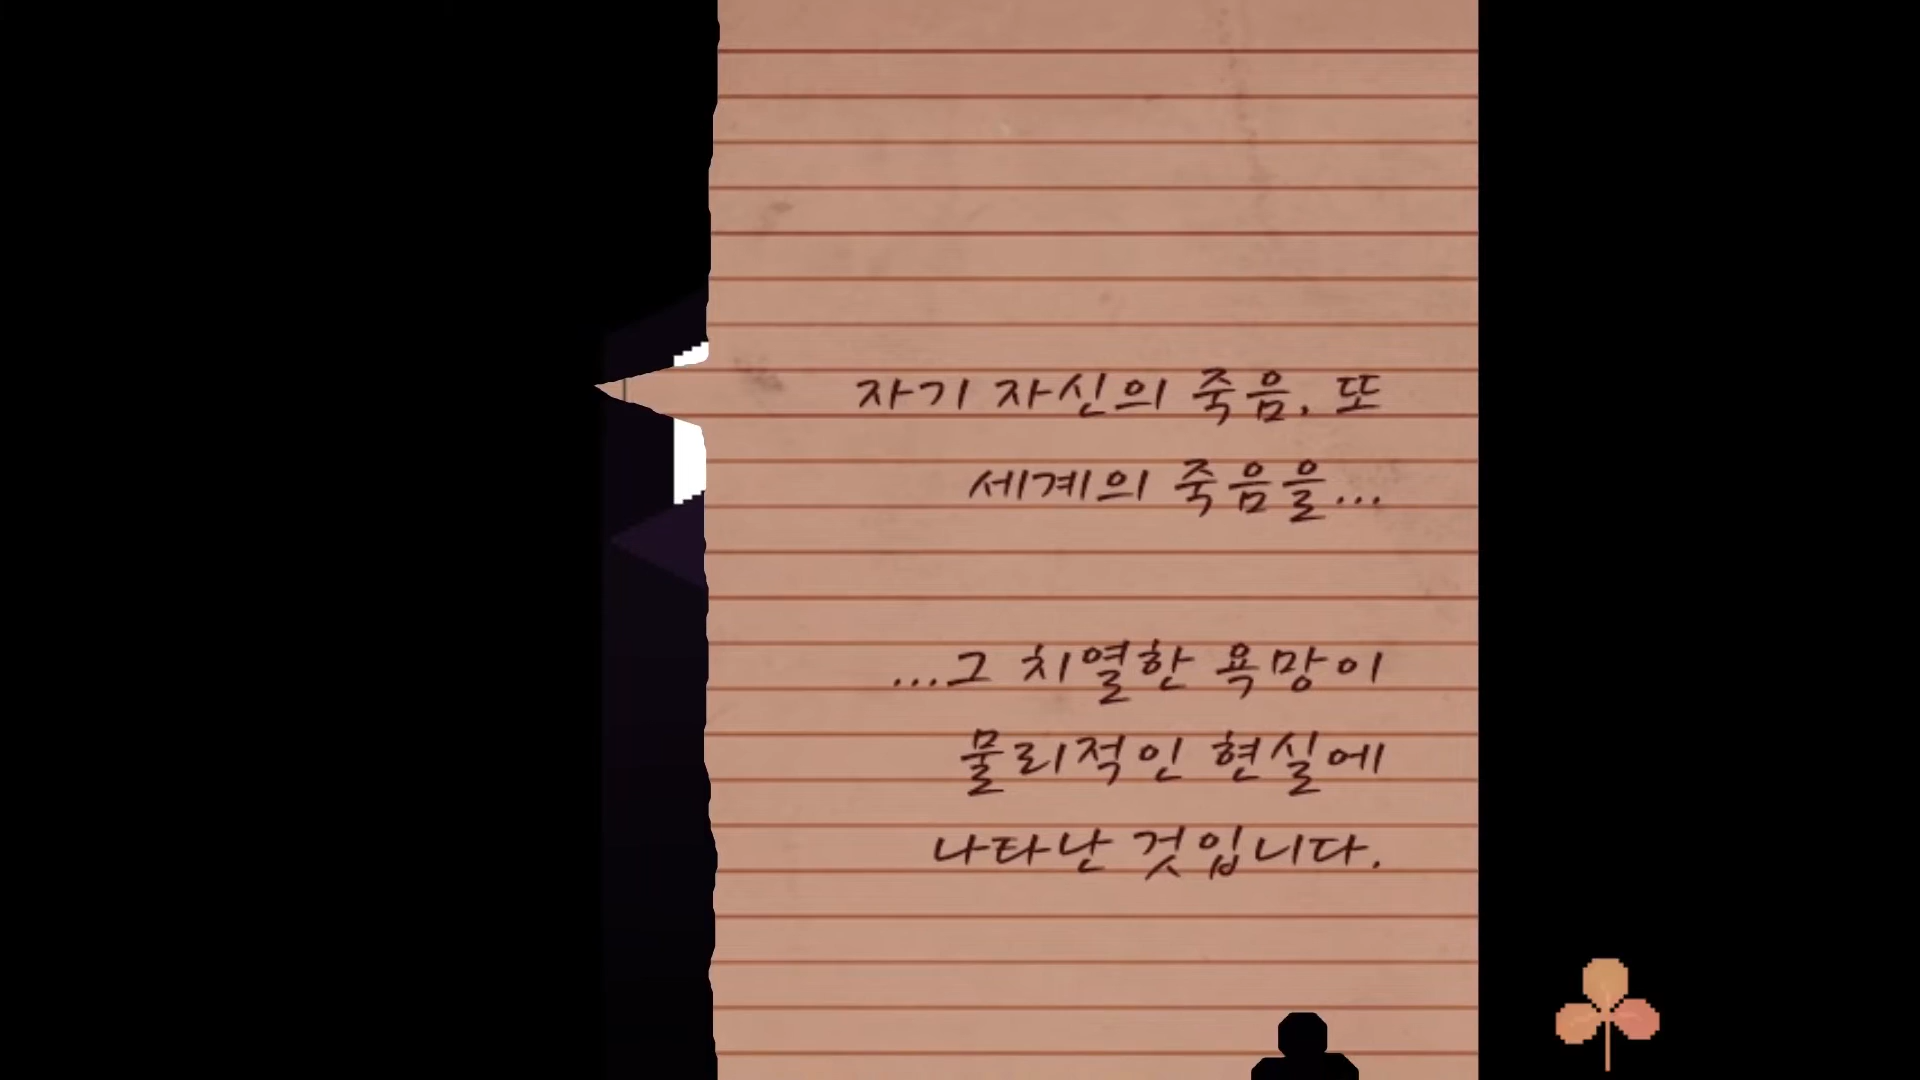 자기 자신의 죽음, 또
세계의 죽음을...
...그 치열한 욕망이
물리적인 현실에
나타난 것입니다.